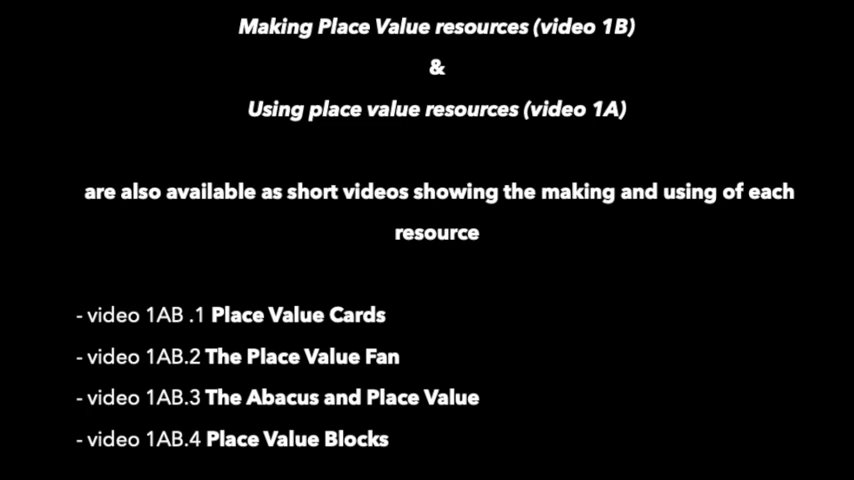 Making Place Value resources (video 1B)
&
Using place value resources (video 1A)
are also available as short videos showing the making and using of each
resource
- video 1AB .1 Place Value Cards
- video 1AB.2 The Place Value Fan
- video 1AB.3 The Abacus and Place Value
- video 1AB.4 Place Value Blocks